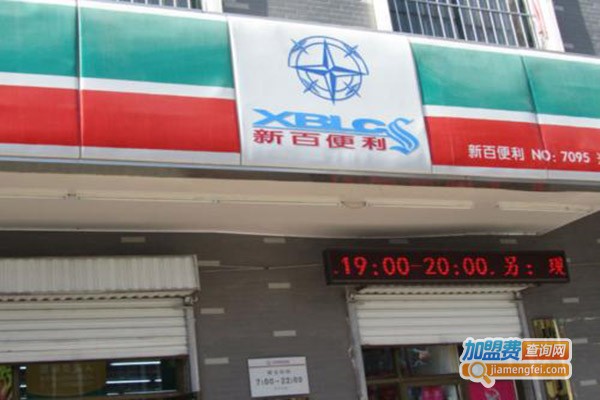 XBLCS
新百便利
新百便利 NO: 7095
.19:00-20:00.另: 现
7:00-22:00
加盟费查询网
jiamengfei.com